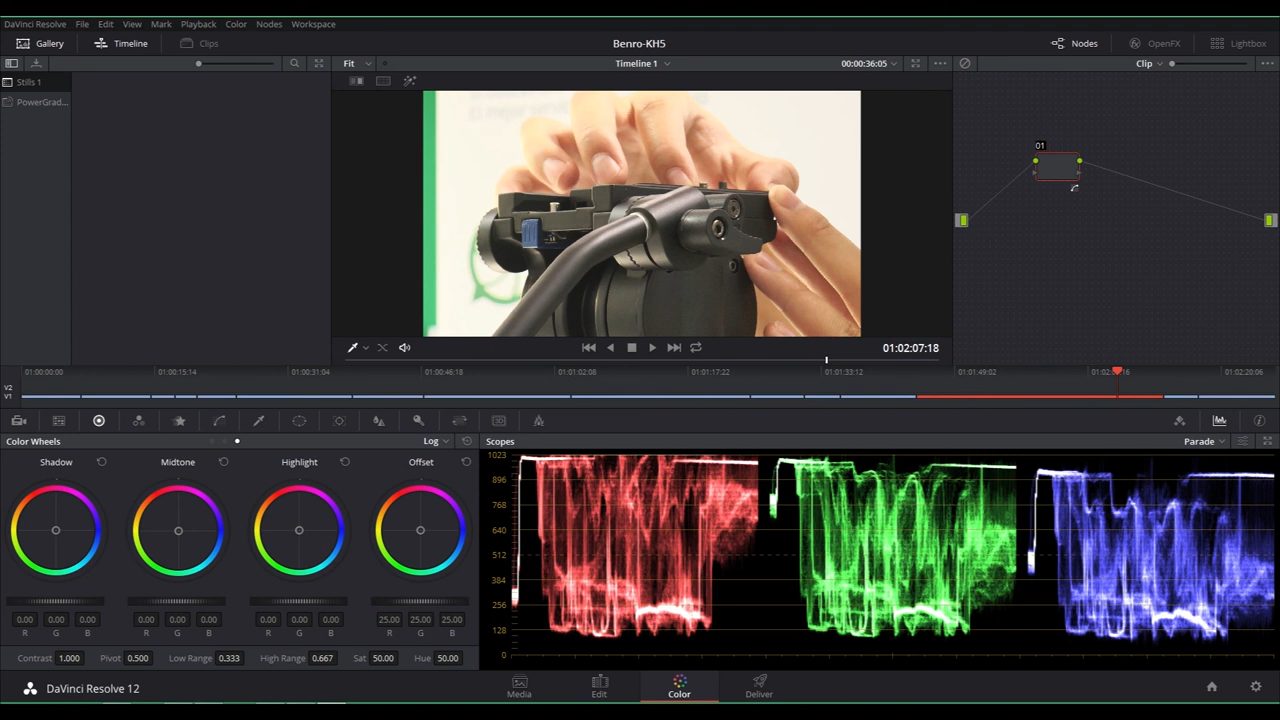 DaVinci Resolve File Edit View Mark Playback Color Nodes Workspace
Gallery Timeline Clips Benro-KH5 Nodes OpenFX Lightbox
Fit Timeline 1 00:00:36:05 Clip
Stills 1
PowerGrad...
01
01:02:07:18
01:00:00:00 01:00:15:14 01:00:31:04 01:00:46:18 01:01:02:08 01:01:17:22 01:01:33:12 01:01:49:02 01:02:20:06
V2
V1
Color Wheels Log Scopes Parade
Shadow Midtone Highlight Offset
1023
896
768
640
512
384
256
128
0
0.00 0.00 0.00 0.00 0.00 0.00 0.00 0.00 0.00 25.00 25.00 25.00
R G B R G B R G B R G B
Contrast 1.000 Pivot 0.500 Low Range 0.333 High Range 0.667 Sat 50.00 Hue 50.00
DaVinci Resolve 12 Media Edit Color Deliver